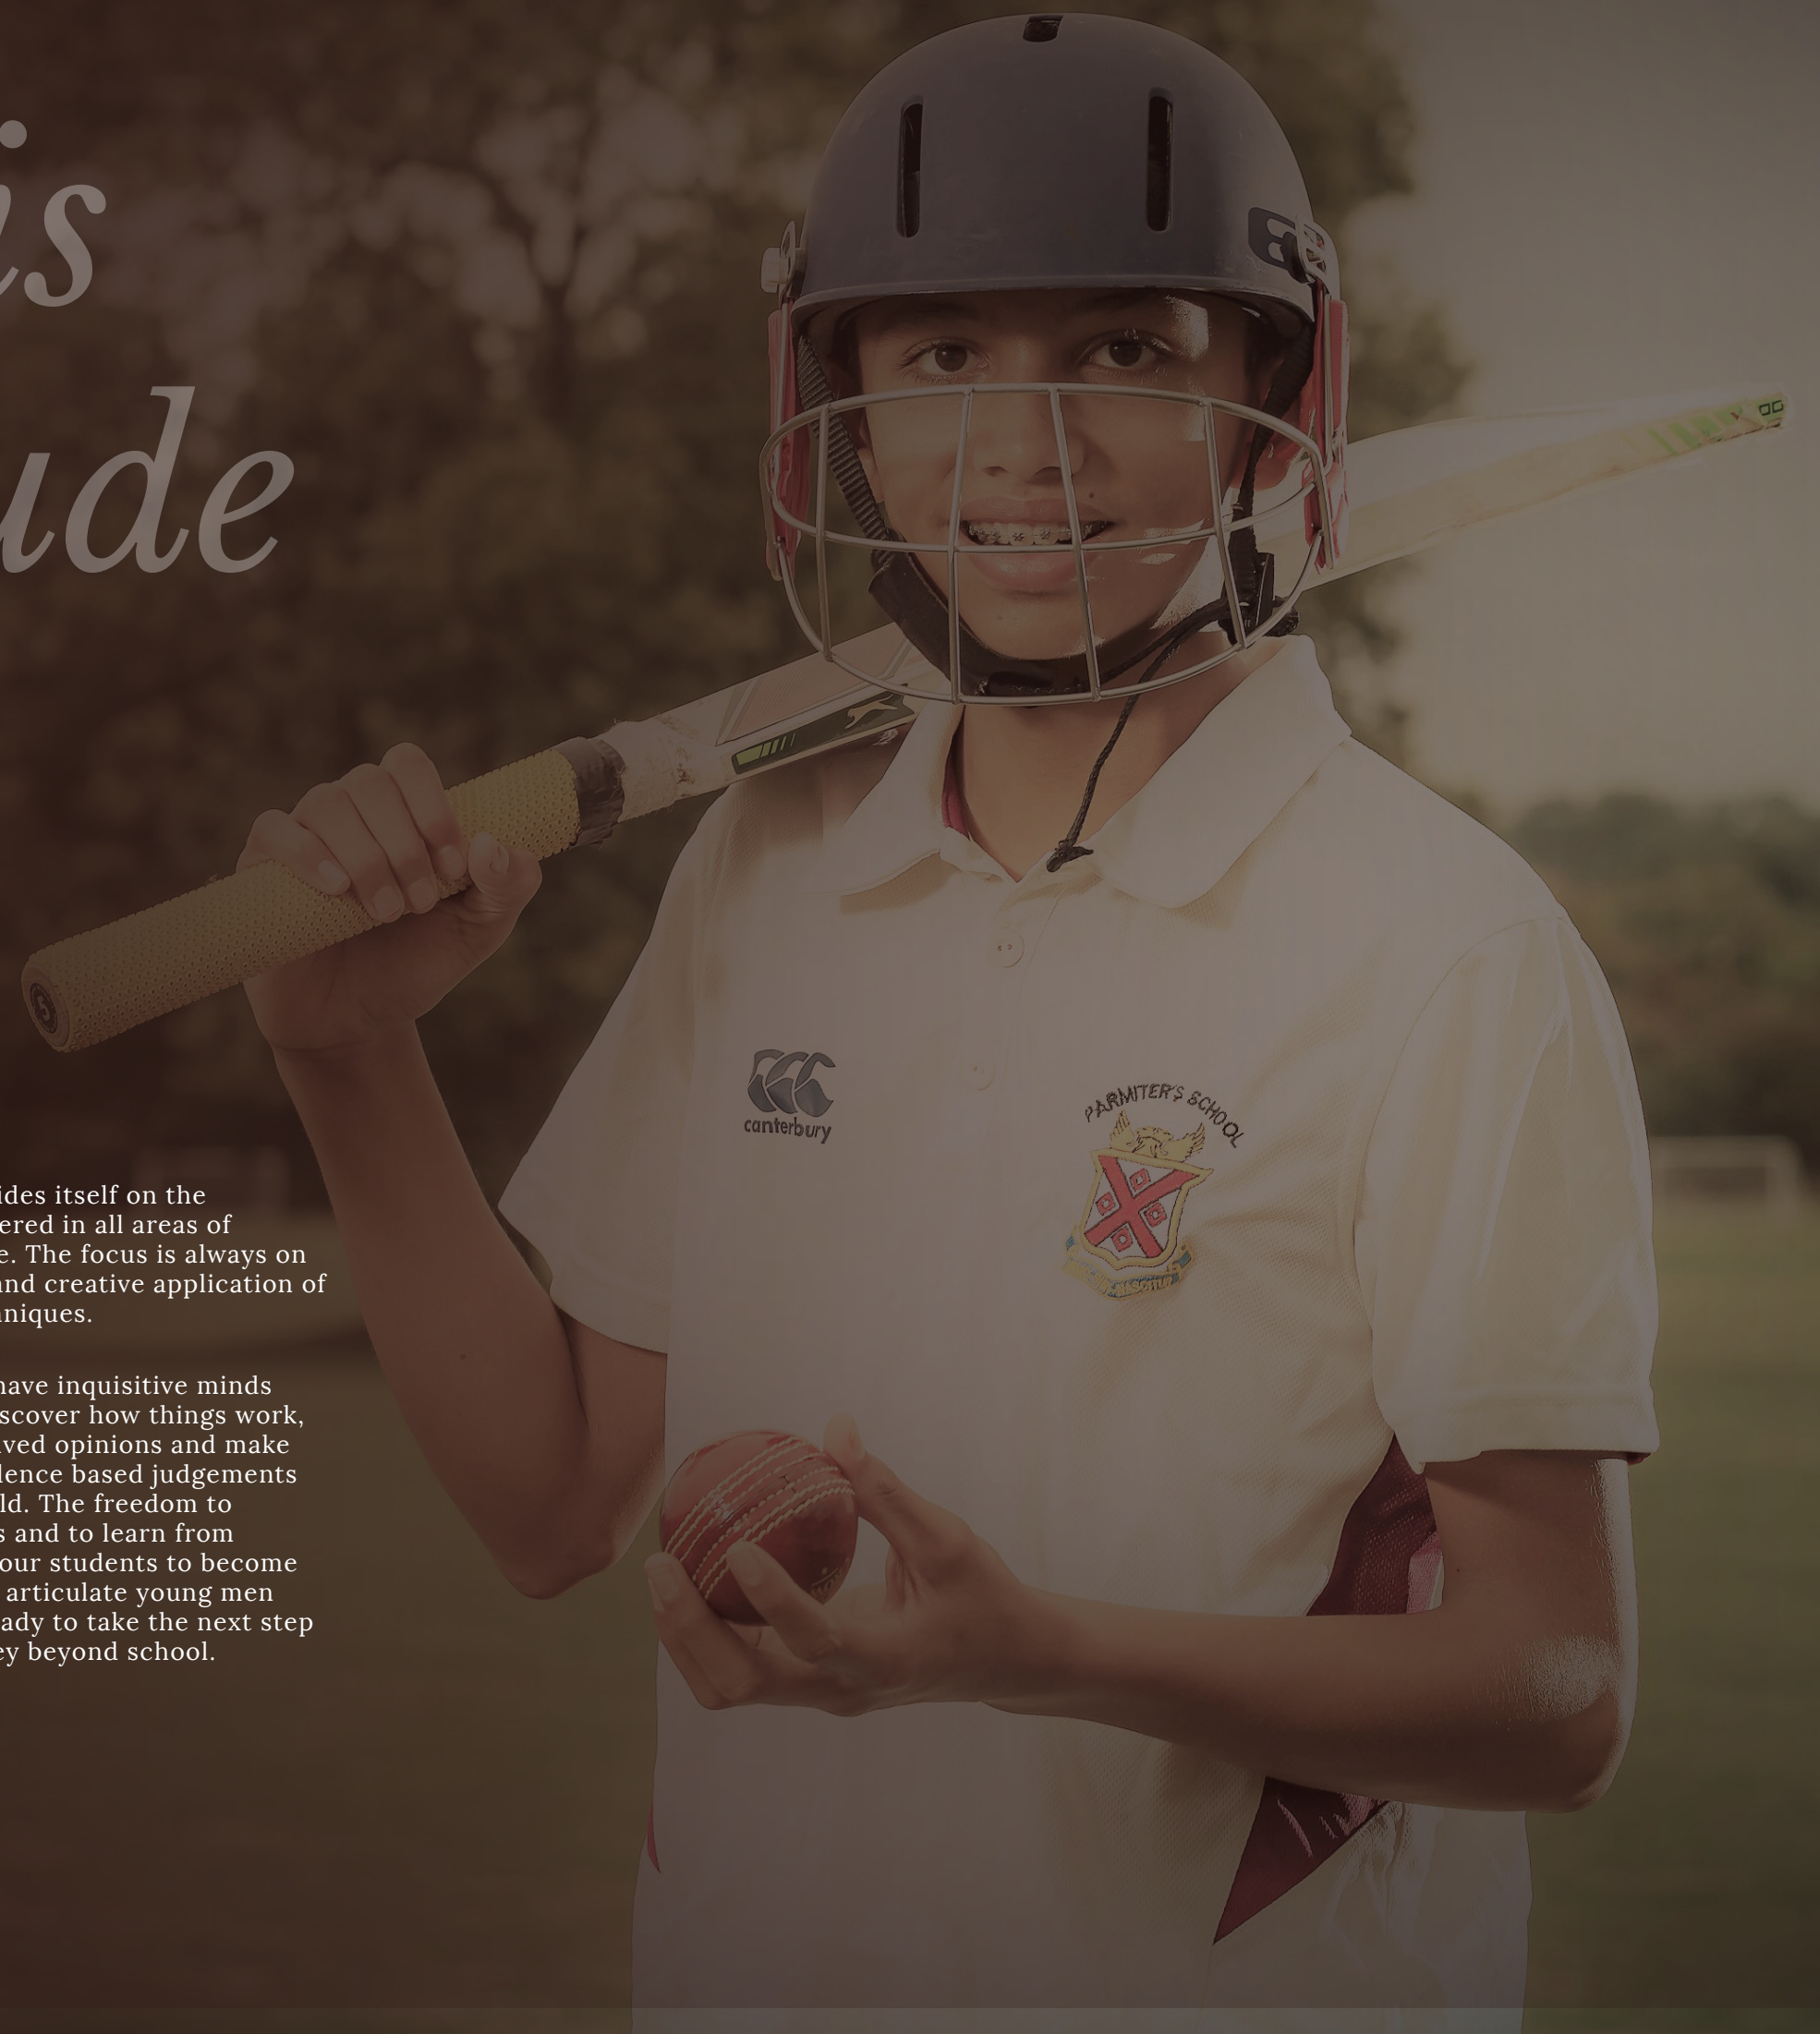 is
ude
canterbury
PARMITER'S SCHOOL
ides itself on the
ered in all areas of
e. The focus is always on
and creative application of
niques.
have inquisitive minds
scover how things work,
ved opinions and make
lence based judgements
ld. The freedom to
s and to learn from
our students to become
articulate young men
ady to take the next step
ey beyond school.